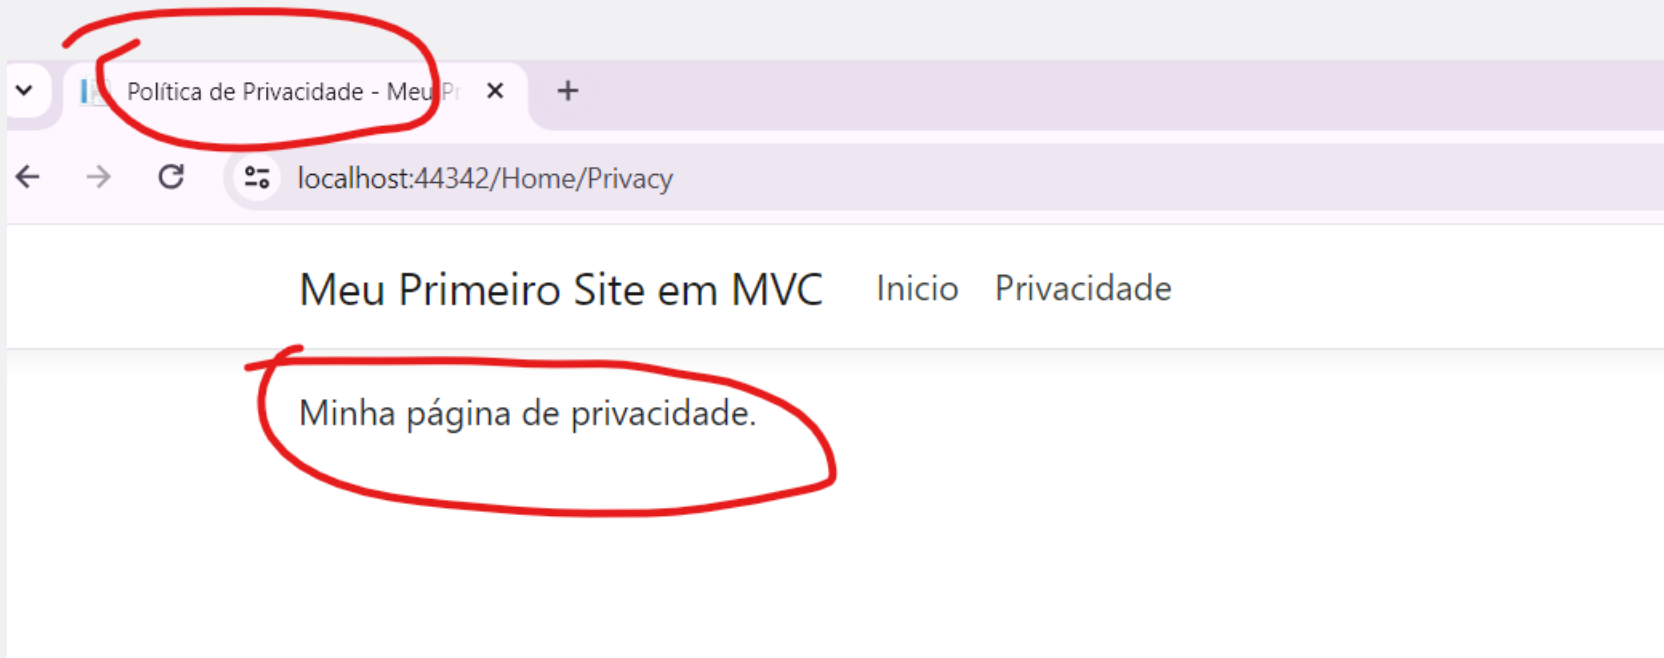 Política de Privacidade - Meu Pr
localhost:44342/Home/Privacy
Meu Primeiro Site em MVC Inicio Privacidade
Minha página de privacidade.